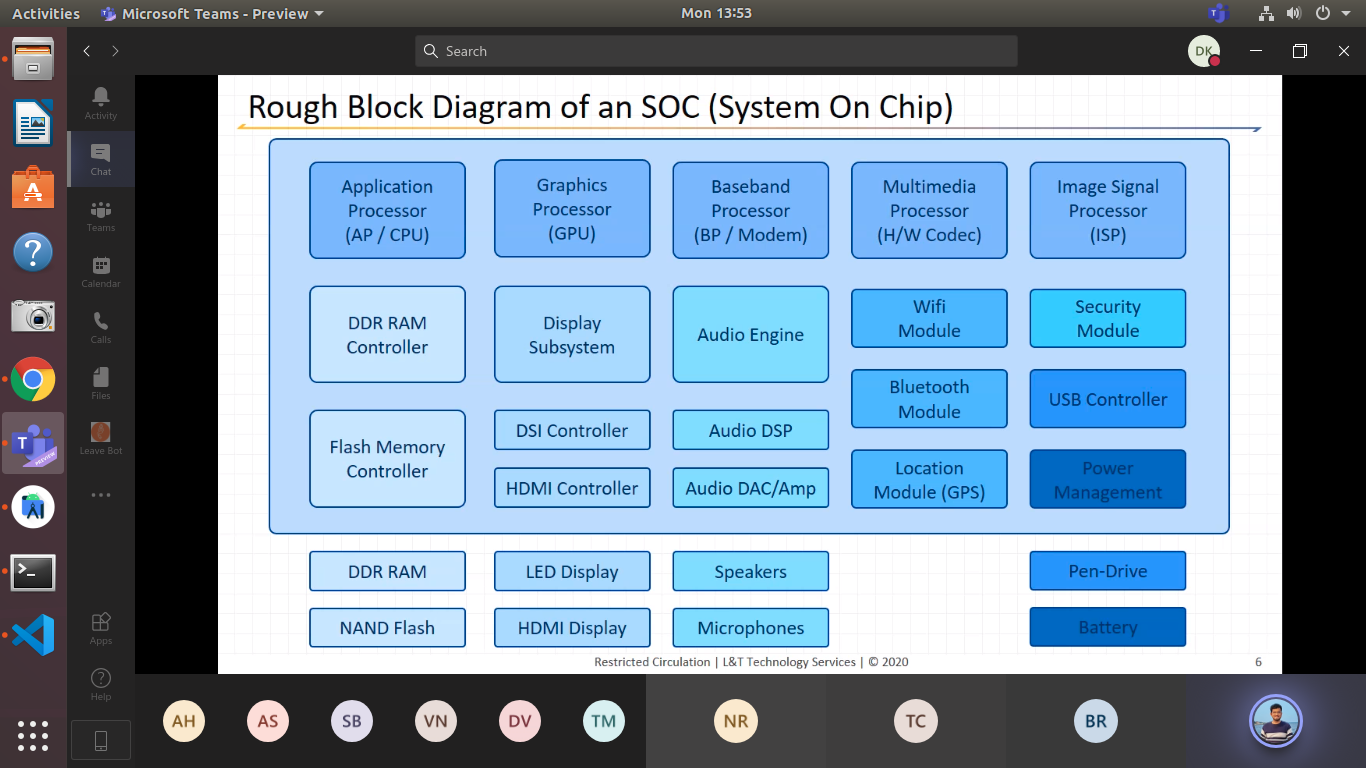 Activities
Microsoft Teams - Preview
Mon 13:53
Search
DK
Activity
Chat
Teams
Calendar
Calls
Files
Leave Bot
Apps
Help
Rough Block Diagram of an SOC (System On Chip)
Application
Processor
(AP / CPU)
Graphics
Processor
(GPU)
Baseband
Processor
(BP / Modem)
Multimedia
Processor
(H/W Codec)
Image Signal
Processor
(ISP)
DDR RAM
Controller
Display
Subsystem
Audio Engine
Wifi
Module
Security
Module
Bluetooth
Module
USB Controller
Flash Memory
Controller
DSI Controller
Audio DSP
HDMI Controller
Audio DAC/Amp
Location
Module (GPS)
Power
Management
DDR RAM
LED Display
Speakers
Pen-Drive
NAND Flash
HDMI Display
Microphones
Battery
Restricted Circulation | L&T Technology Services | © 2020
6
AH
AS
SB
VN
DV
TM
NR
TC
BR